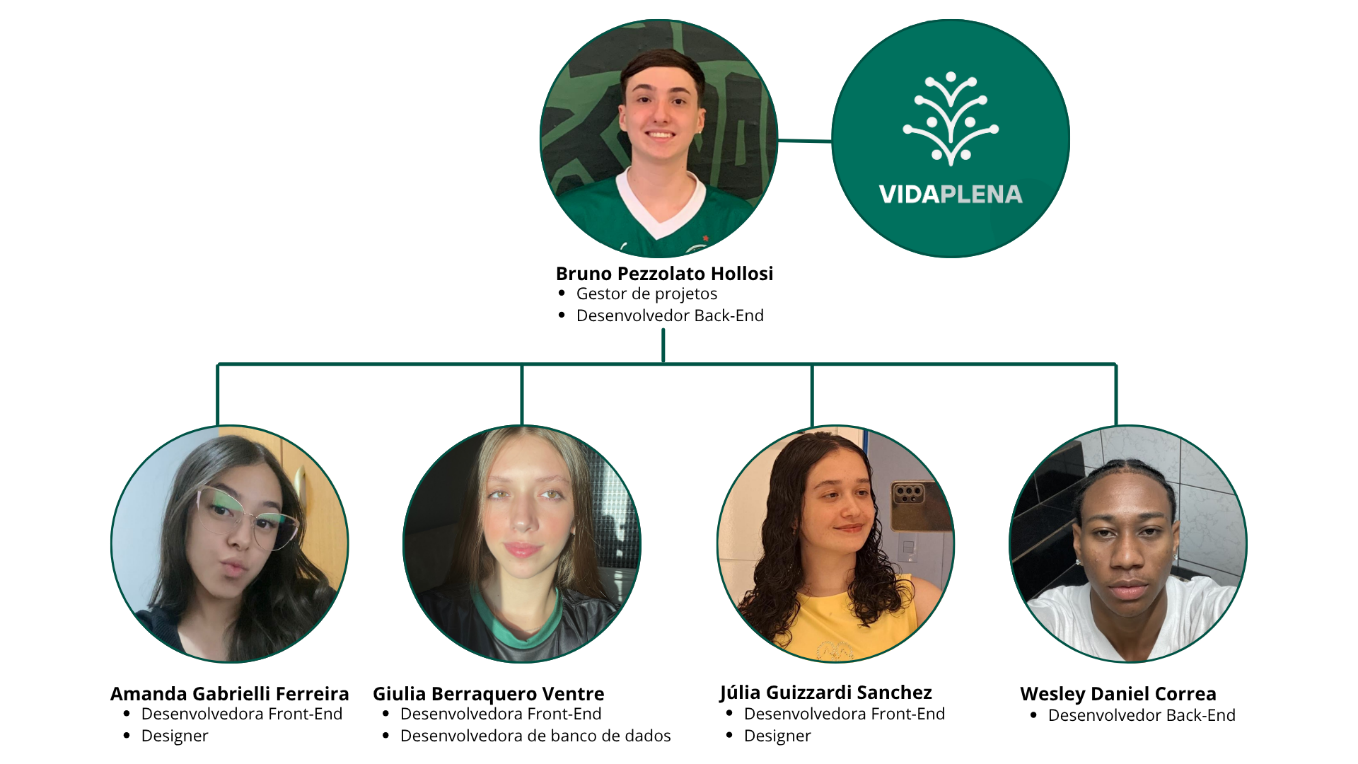 VIDAPLENA
Bruno Pezzolato Hollosi
• Gestor de projetos
• Desenvolvedor Back-End
Amanda Gabrielli Ferreira
• Desenvolvedora Front-End
• Designer
Giulia Berraquero Ventre
• Desenvolvedora Front-End
• Desenvolvedora de banco de dados
Júlia Guizzardi Sanchez
• Desenvolvedora Front-End
• Designer
Wesley Daniel Correa
• Desenvolvedor Back-End